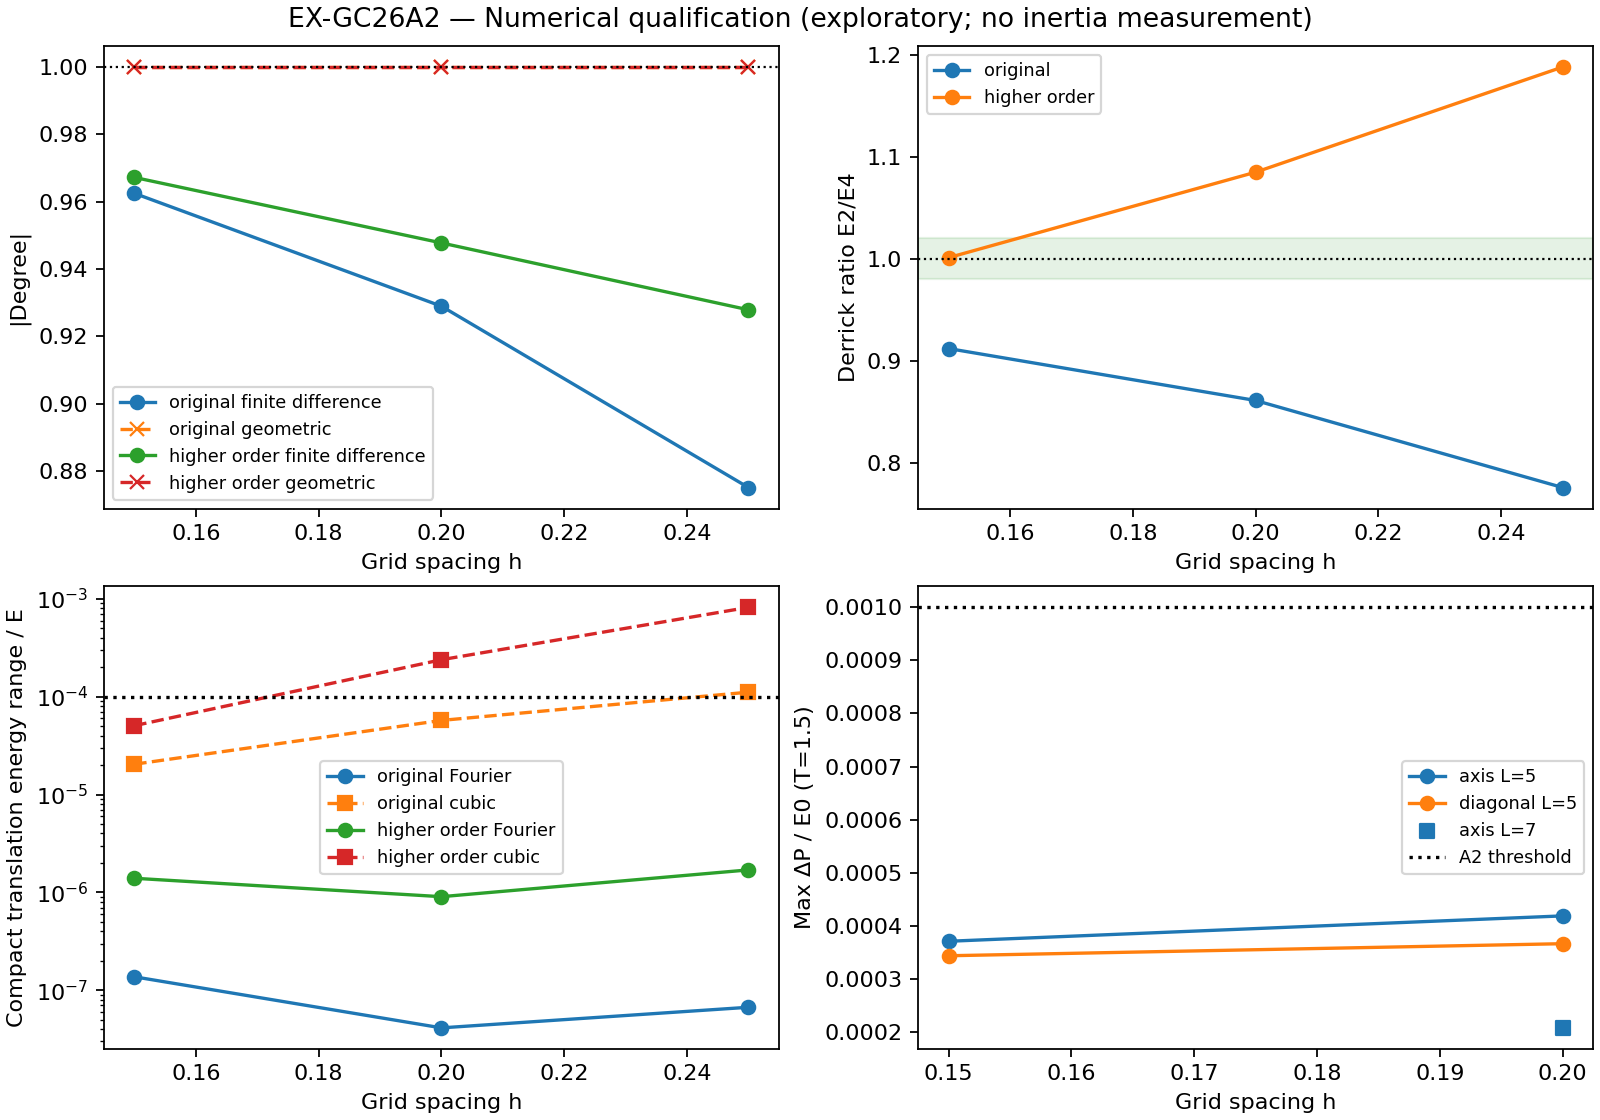 EX-GC26A2 — Numerical qualification (exploratory; no inertia measurement)
|Degree|
1.00
0.98
0.96
0.94
0.92
0.90
0.88
original finite difference
original geometric
higher order finite difference
higher order geometric
0.16 0.18 0.20 0.22 0.24
Grid spacing h
Derrick ratio E2/E4
1.2
1.1
1.0
0.9
0.8
original
higher order
0.16 0.18 0.20 0.22 0.24
Grid spacing h
Compact translation energy range / E
10⁻³
10⁻⁴
10⁻⁵
10⁻⁶
10⁻⁷
original Fourier
original cubic
higher order Fourier
higher order cubic
0.16 0.18 0.20 0.22 0.24
Grid spacing h
Max ΔP / E0 (T=1.5)
0.0010
0.0009
0.0008
0.0007
0.0006
0.0005
0.0004
0.0003
0.0002
axis L=5
diagonal L=5
axis L=7
A2 threshold
0.15 0.16 0.17 0.18 0.19 0.20
Grid spacing h